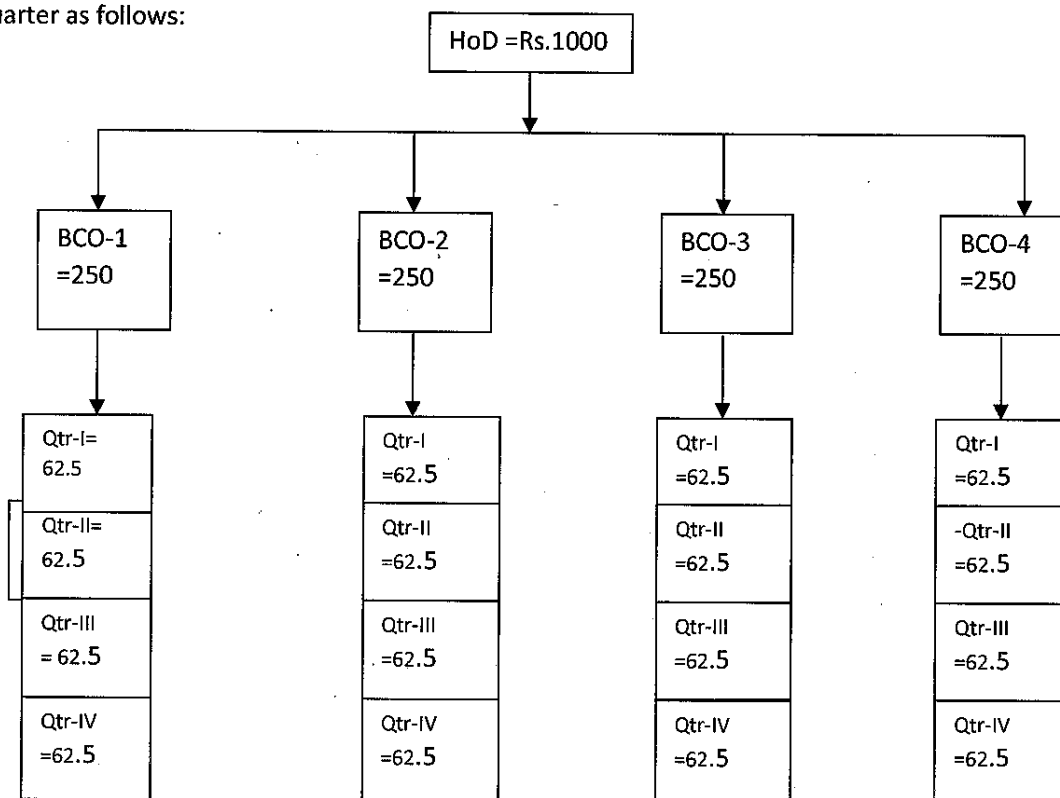 as follows:
HoD =Rs.1000
BCO-1
=250
BCO-2
=250
BCO-3
=250
BCO-4
=250
Qtr-I=
62.5
Qtr-II=
62.5
Qtr-III
= 62.5
Qtr-IV
=62.5
Qtr-I
=62.5
Qtr-II
=62.5
Qtr-III
=62.5
Qtr-IV
=62.5
Qtr-I
=62.5
Qtr-II
=62.5
Qtr-III
=62.5
Qtr-IV
=62.5
Qtr-I
=62.5
-Qtr-II
=62.5
Qtr-III
=62.5
Qtr-IV
=62.5